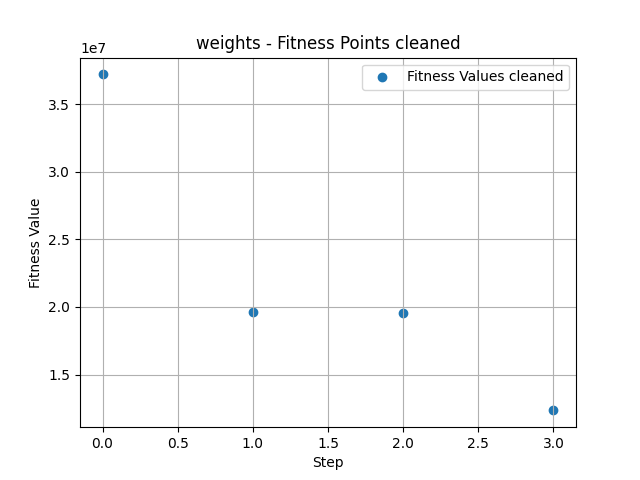 weights - Fitness Points cleaned
1e7
Fitness Values cleaned
3.5
3.0
2.5
2.0
1.5
Fitness Value
0.0 0.5 1.0 1.5 2.0 2.5 3.0
Step